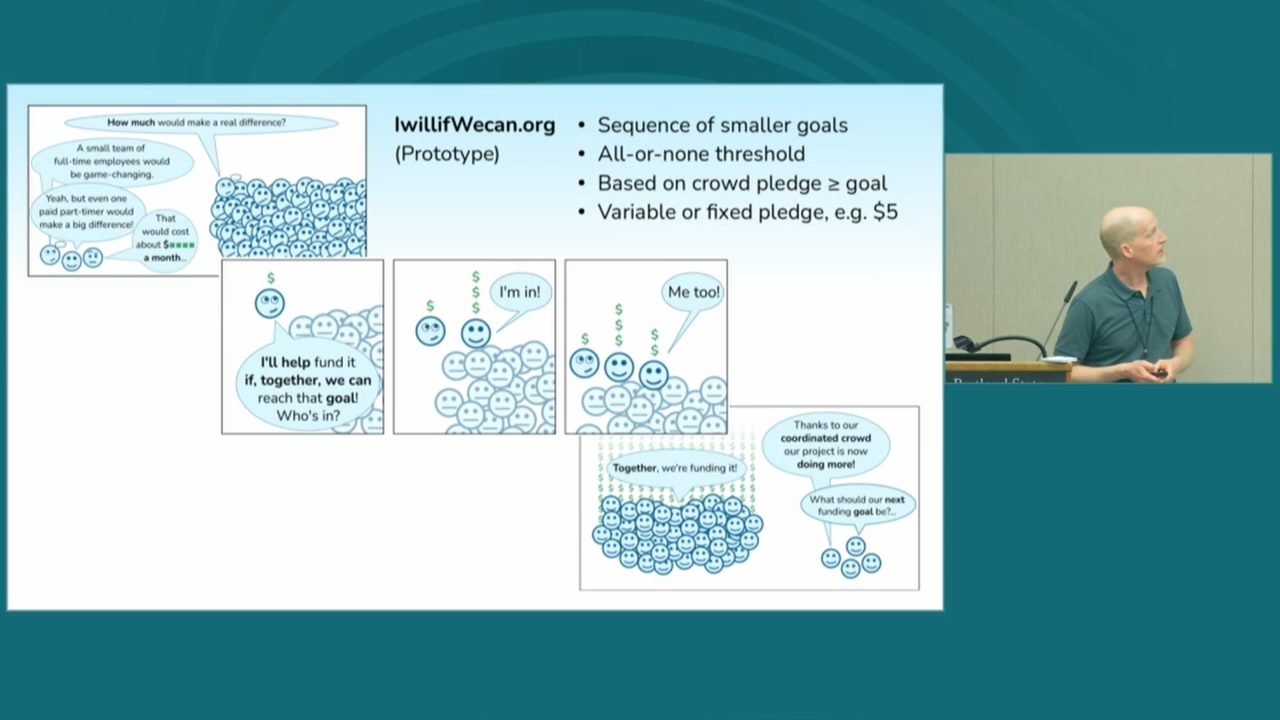 How much would make a real difference?
A small team of
full-time employees would
be game-changing.
Yeah, but even one
paid part-timer would
make a big difference!
That
would cost
about $▪▪▪▪
a month..
IwillifWecan.org
(Prototype)
• Sequence of smaller goals
• All-or-none threshold
• Based on crowd pledge ≥ goal
• Variable or fixed pledge, e.g. $5
$
I'll help fund it
if, together, we can
reach that goal!
Who's in?
$
$
$
$
I'm in!
$
$
$
$
$
$
Me too!
Together, we're funding it!
Thanks to our
coordinated crowd
our project is now
doing more!
What should our next
funding goal be?..